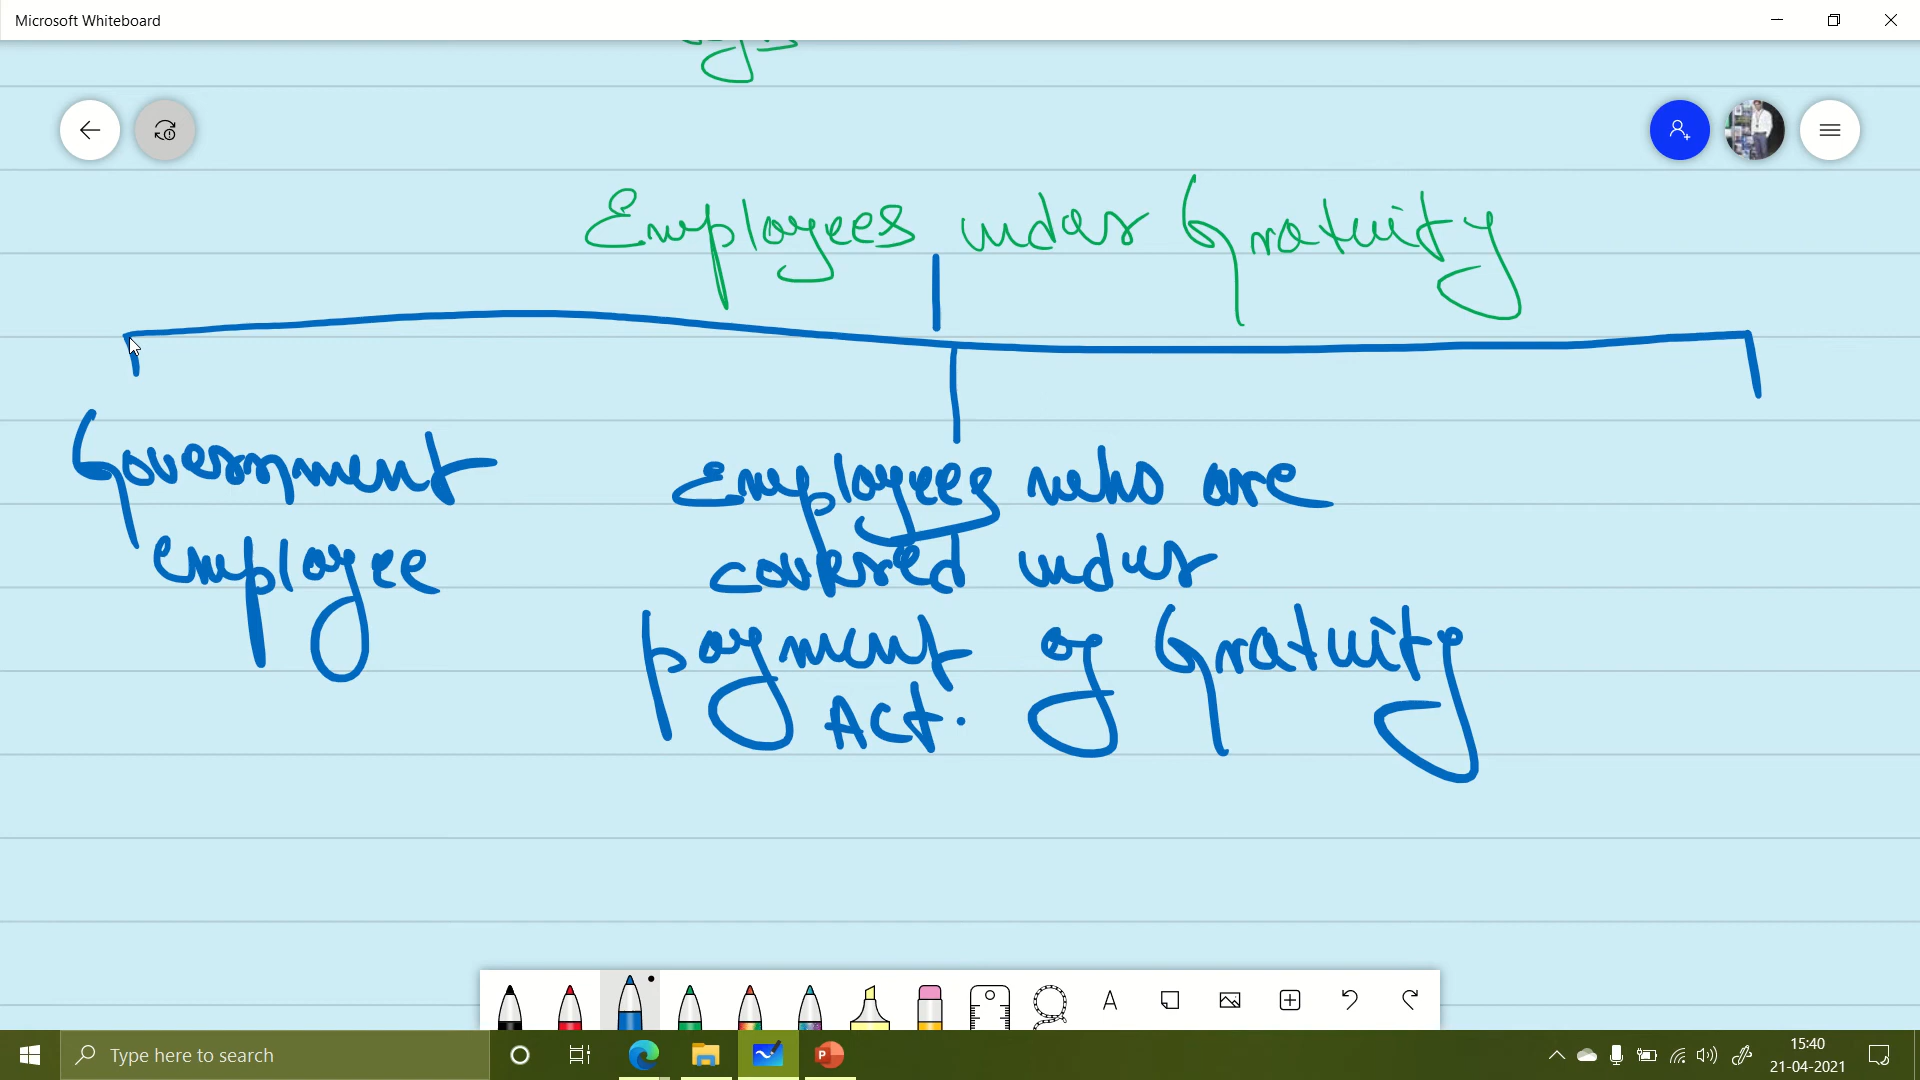 Microsoft Whiteboard
Employees under Gratuity
Government
employee
Employees who are
covered under
payment of Gratuity
Act.
A
Type here to search
P
15:40
21-04-2021